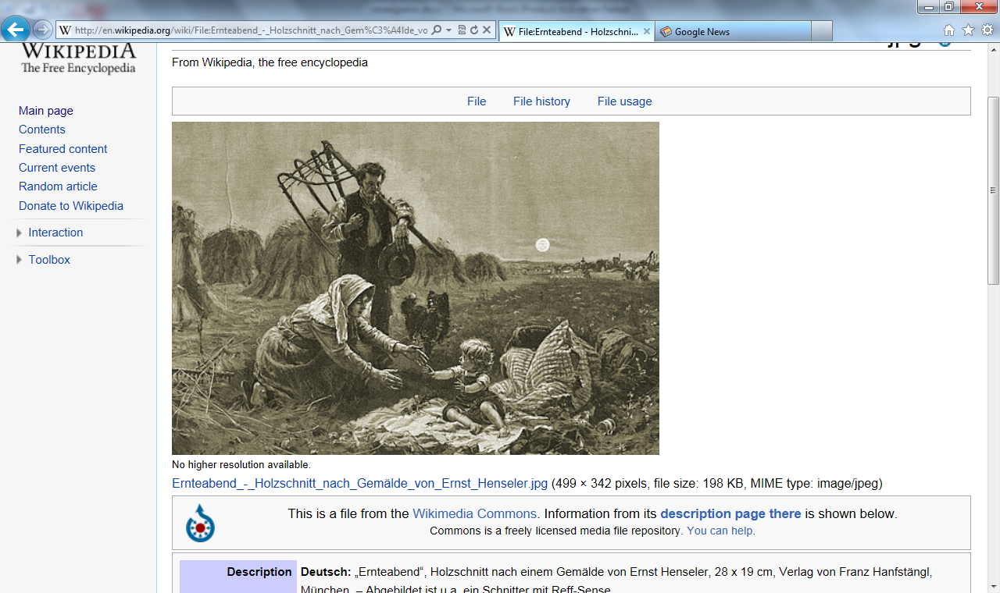 http://en.wikipedia.org/wiki/File:Ernteabend_-_Holzschnitt_nach_Gem%C3%A4lde_vo
File:Ernteabend - Holzschni...
Google News
WIKIPEDIA
The Free Encyclopedia
From Wikipedia, the free encyclopedia
Main page
Contents
Featured content
Current events
Random article
Donate to Wikipedia
Interaction
Toolbox
File File history File usage
No higher resolution available.
Ernteabend_-_Holzschnitt_nach_Gemälde_von_Ernst_Henseler.jpg (499 × 342 pixels, file size: 198 KB, MIME type: image/jpeg)
This is a file from the Wikimedia Commons. Information from its description page there is shown below.
Commons is a freely licensed media file repository. You can help.
Description Deutsch: „Ernteabend“, Holzschnitt nach einem Gemälde von Ernst Henseler, 28 x 19 cm, Verlag von Franz Hanfstängl,
München. – Abgebildet ist u.a. ein Schnitter mit Reff-Sense